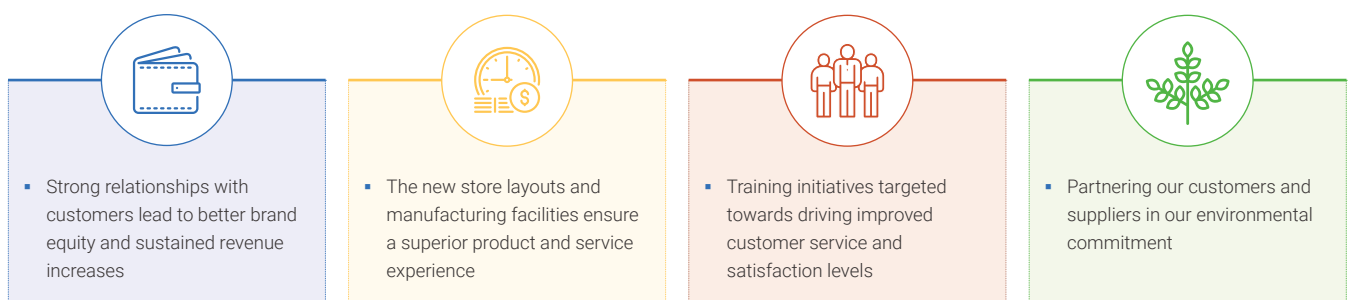 ▪ Strong relationships with
customers lead to better brand
equity and sustained revenue
increases
▪ The new store layouts and
manufacturing facilities ensure
a superior product and service
experience
▪ Training initiatives targeted
towards driving improved
customer service and
satisfaction levels
▪ Partnering our customers and
suppliers in our environmental
commitment
$